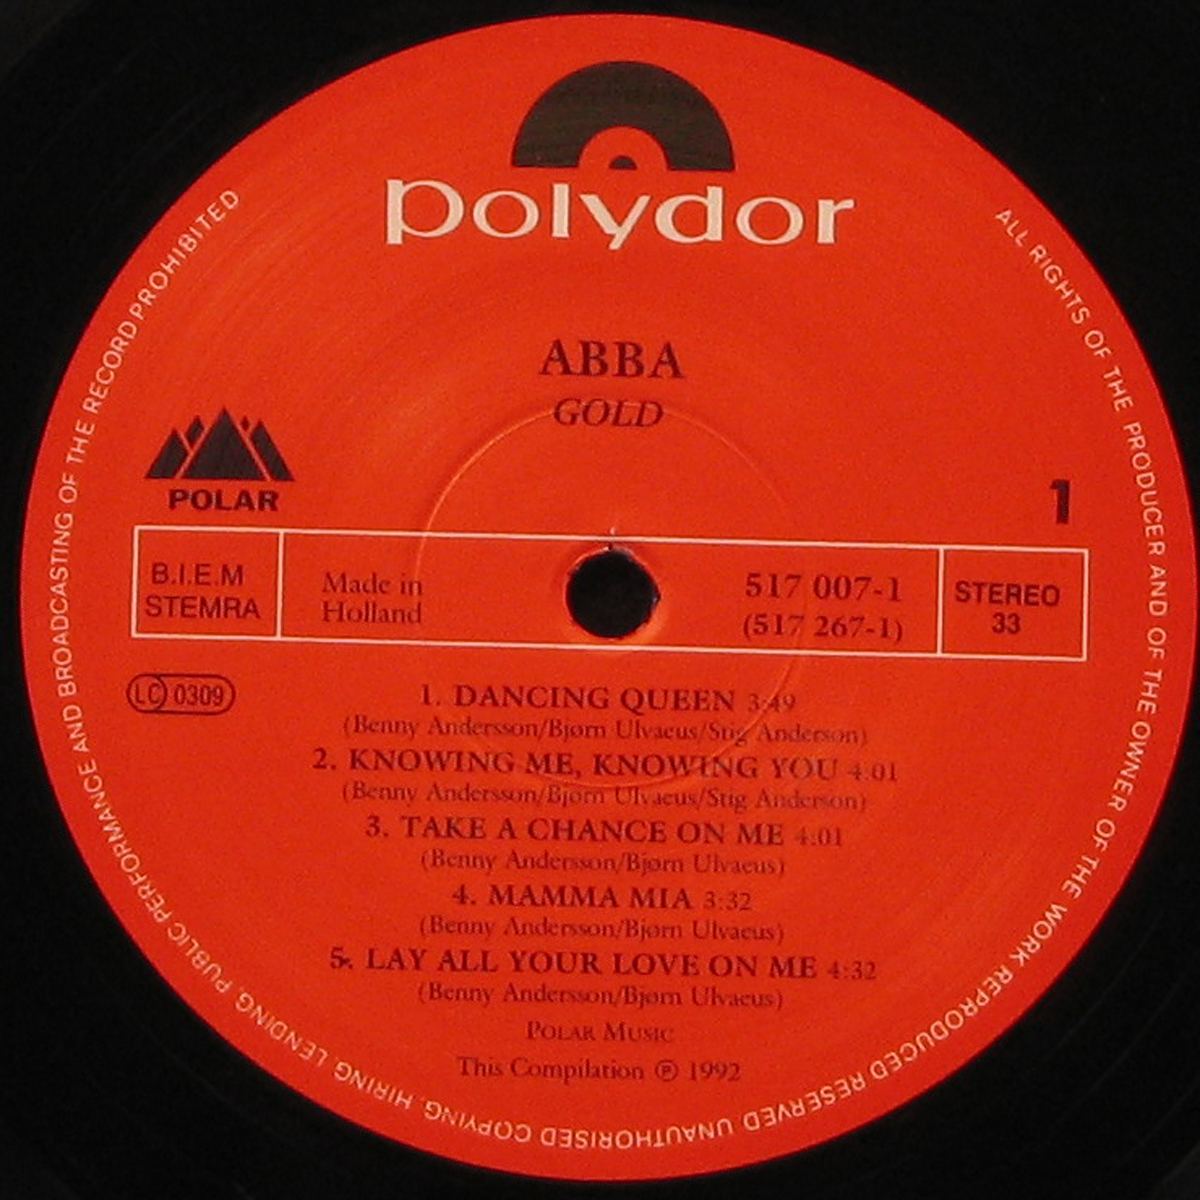 polydor
ABBA
GOLD
POLAR
1
B.I.E.M
STEMRA
Made in
Holland
517 007-1
(517 267-1)
STEREO
33
LC 0309
1. DANCING QUEEN 3:49
(Benny Andersson/Bjørn Ulvaeus/Stig Anderson)
2. KNOWING ME, KNOWING YOU 4:01
(Benny Andersson/Bjørn Ulvaeus/Stig Anderson)
3. TAKE A CHANCE ON ME 4:01
(Benny Andersson/Bjørn Ulvaeus)
4. MAMMA MIA 3:32
(Benny Andersson/Bjørn Ulvaeus)
5. LAY ALL YOUR LOVE ON ME 4:32
(Benny Andersson/Bjørn Ulvaeus)
POLAR MUSIC
This Compilation ℗ 1992
ALL RIGHTS OF THE PRODUCER AND OF THE OWNER OF THE WORK REPRODUCED RESERVED UNAUTHORISED COPYING, HIRING, LENDING, PUBLIC PERFORMANCE AND BROADCASTING OF THE RECORD PROHIBITED